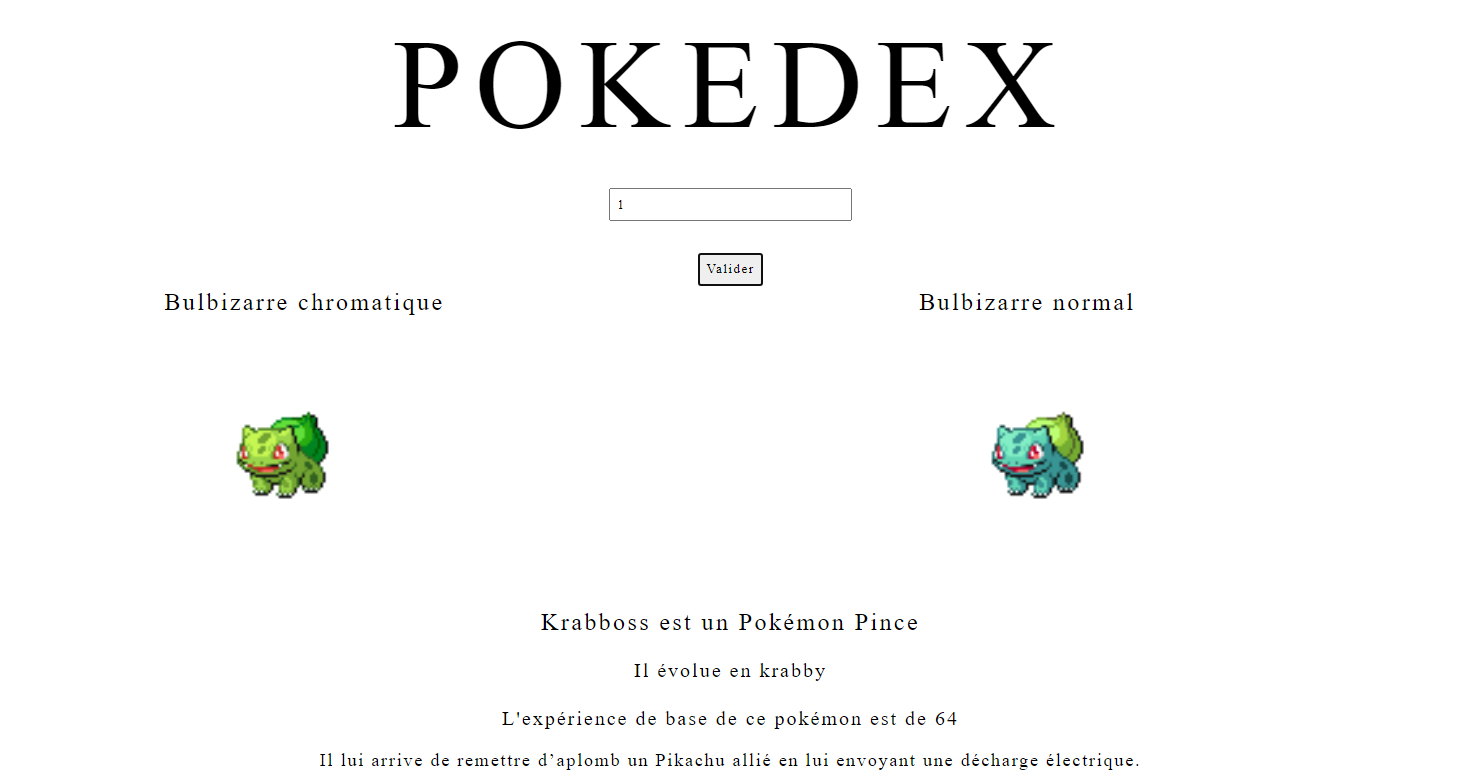 POKEDEX
1
Valider
Bulbizarre chromatique
Bulbizarre normal
Krabboss est un Pokémon Pince
Il évolue en krabby
L'expérience de base de ce pokémon est de 64
Il lui arrive de remettre d’aplomb un Pikachu allié en lui envoyant une décharge électrique.